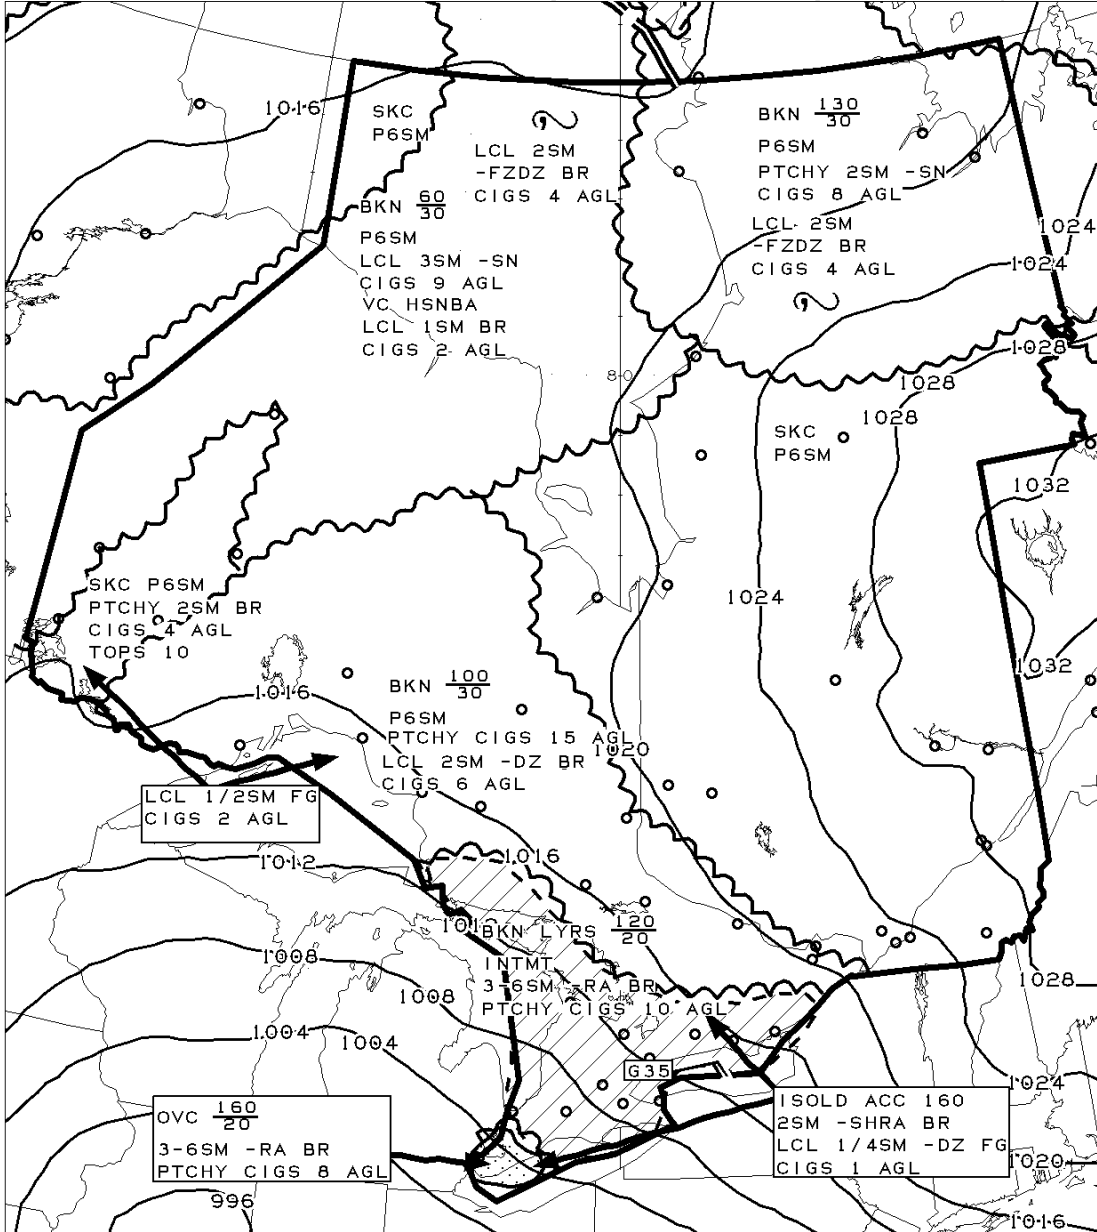 1016
SKC
P6SM
LCL 2SM
-FZDZ BR
CIGS 4 AGL
BKN 130
30
P6SM
PTCHY 2SM -SN
CIGS 8 AGL
LCL 2SM
-FZDZ BR
CIGS 4 AGL
BKN 60
30
P6SM
LCL 3SM -SN
CIGS 9 AGL
VC HSNBA
LCL 1SM BR
CIGS 2 AGL
1024
1024
1028
1028
1028
80
SKC
P6SM
1032
SKC P6SM
PTCHY 2SM BR
CIGS 4 AGL
TOPS 10
1024
1032
1016
BKN 100
30
P6SM
PTCHY CIGS 15 AGL
LCL 2SM -DZ BR
CIGS 6 AGL
1020
LCL 1/2SM FG
CIGS 2 AGL
1012
1016
BKN LYRS 120
20
INTMT
3-6SM -RA BR
PTCHY CIGS 10 AGL
1008
1008
1028
1004
1004
G35
1024
OVC 160
20
3-6SM -RA BR
PTCHY CIGS 8 AGL
ISOLD ACC 160
2SM -SHRA BR
LCL 1/4SM -DZ FG
CIGS 1 AGL
1020
996
1016